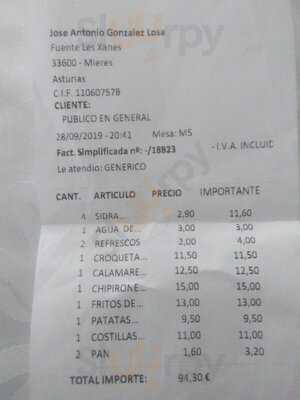 Jose Antonio Gonzalez Losa
Fuente Les Xanes
33600 - Mieres
Asturias
C.I.F. 11060757B
CLIENTE:
PUBLICO EN GENERAL
28/09/2019 - 20:41 Mesa: M5
Fact. Simplificada nº: -/18823 - I.V.A. INCLUID
Le atendio: GENERICO
CANT. ARTICULO PRECIO IMPORTANTE
4 SIDRA... 2,90 11,60
1 AGUA DE... 3,00 3,00
2 REFRESCOS 2,00 4,00
1 CROQUETA... 11,50 11,50
1 CALAMARE... 12,50 12,50
1 CHIPIRONE... 15,00 15,00
1 FRITOS DE... 13,00 13,00
1 PATATAS... 9,50 9,50
1 COSTILLAS... 11,00 11,00
2 PAN 1,60 3,20
TOTAL IMPORTE: 94,30 €